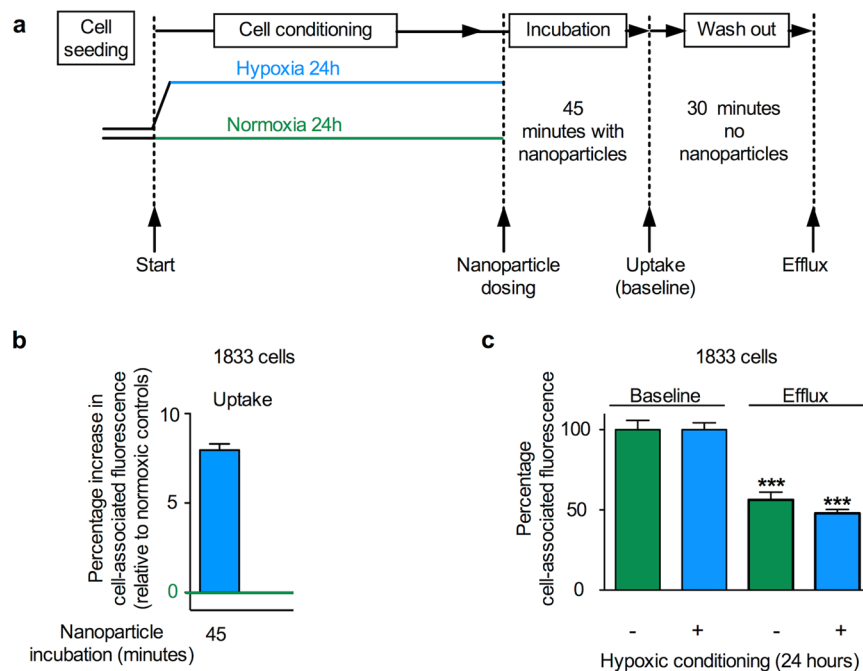 a
Cell
seeding
Cell conditioning
Incubation
Wash out
Hypoxia 24h
Normoxia 24h
45
minutes with
nanoparticles
30 minutes
no
nanoparticles
Start
Nanoparticle
dosing
Uptake
(baseline)
Efflux
b
1833 cells
Uptake
Percentage increase in
cell-associated fluorescence
(relative to normoxic controls)
10
5
0
Nanoparticle
incubation (minutes)
45
c
1833 cells
Baseline
Efflux
Percentage
cell-associated fluorescence
100
50
0
***
***
- + - +
Hypoxic conditioning (24 hours)